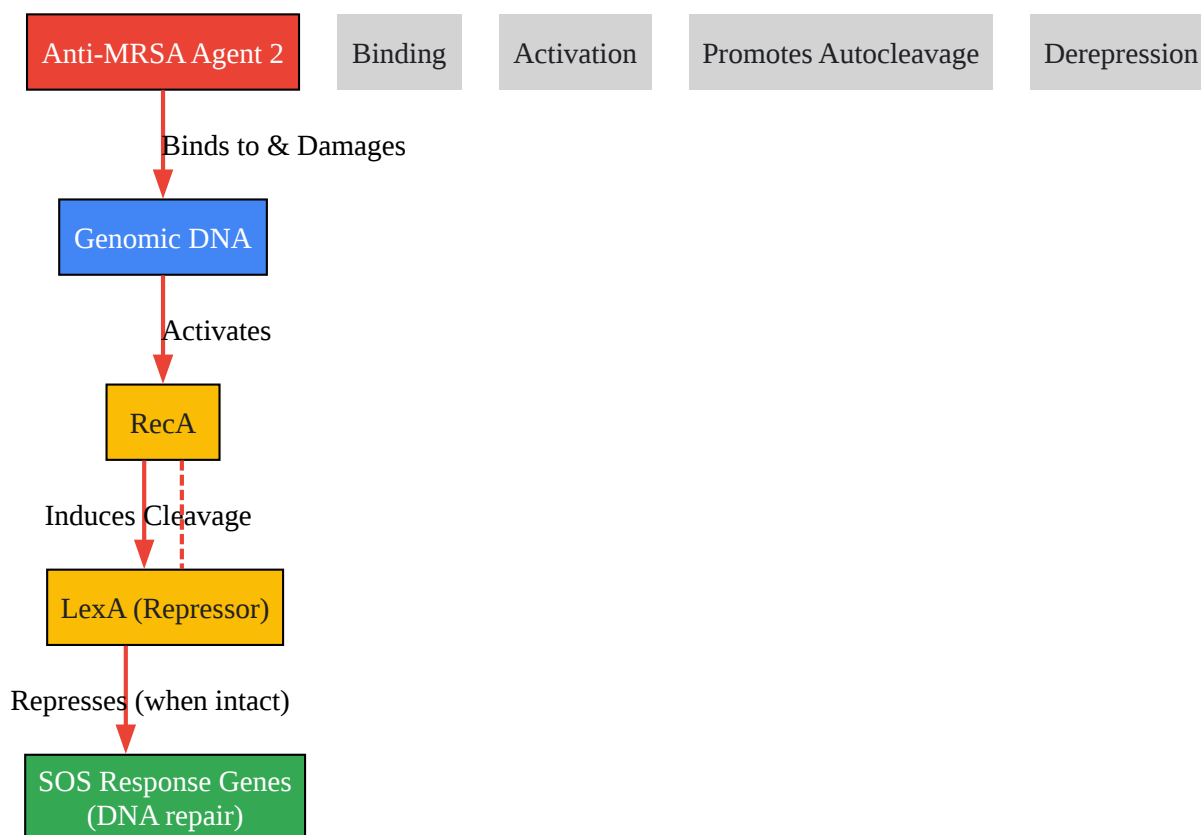 Anti-MRSA Agent 2
Binding
Activation
Promotes Autocleavage
Derepression
Binds to & Damages
Genomic DNA
Activates
RecA
Induces Cleavage
LexA (Repressor)
Represses (when intact)
SOS Response Genes
(DNA repair)